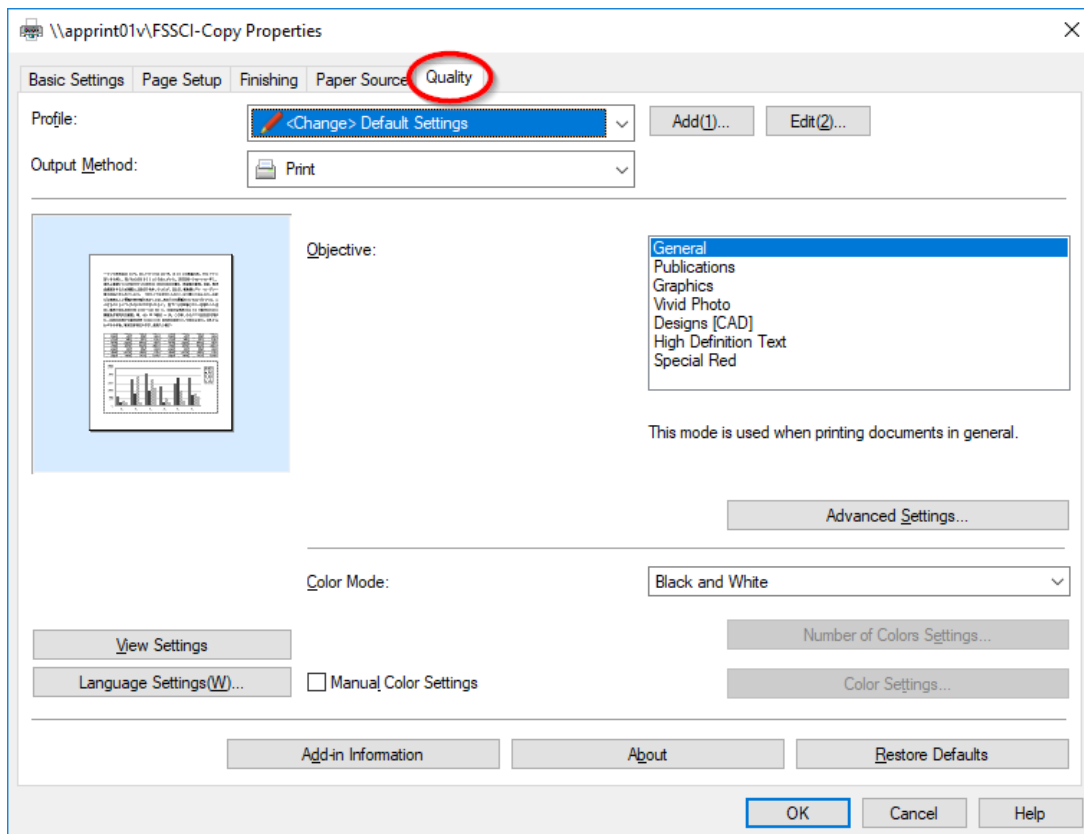 \\apprint01v\FSSCI-Copy Properties
Basic Settings Page Setup Finishing Paper Source Quality
Profile: <Change> Default Settings Add(1)... Edit(2)...
Output Method: Print
Objective:
General
Publications
Graphics
Vivid Photo
Designs [CAD]
High Definition Text
Special Red
This mode is used when printing documents in general.
Advanced Settings...
Color Mode: Black and White
Number of Colors Settings...
View Settings
Language Settings(W)... Manual Color Settings Color Settings...
Add-in Information About Restore Defaults
OK Cancel Help